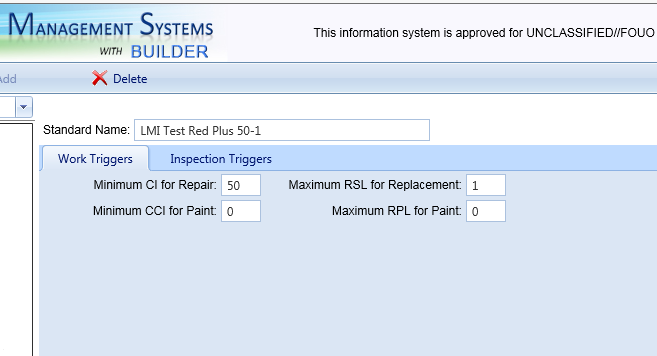 MANAGEMENT SYSTEMS
WITH BUILDER
This information system is approved for UNCLASSIFIED//FOUO
Add
Delete
Standard Name: LMI Test Red Plus 50-1
Work Triggers Inspection Triggers
Minimum CI for Repair: 50 Maximum RSL for Replacement: 1
Minimum CCI for Paint: 0 Maximum RPL for Paint: 0